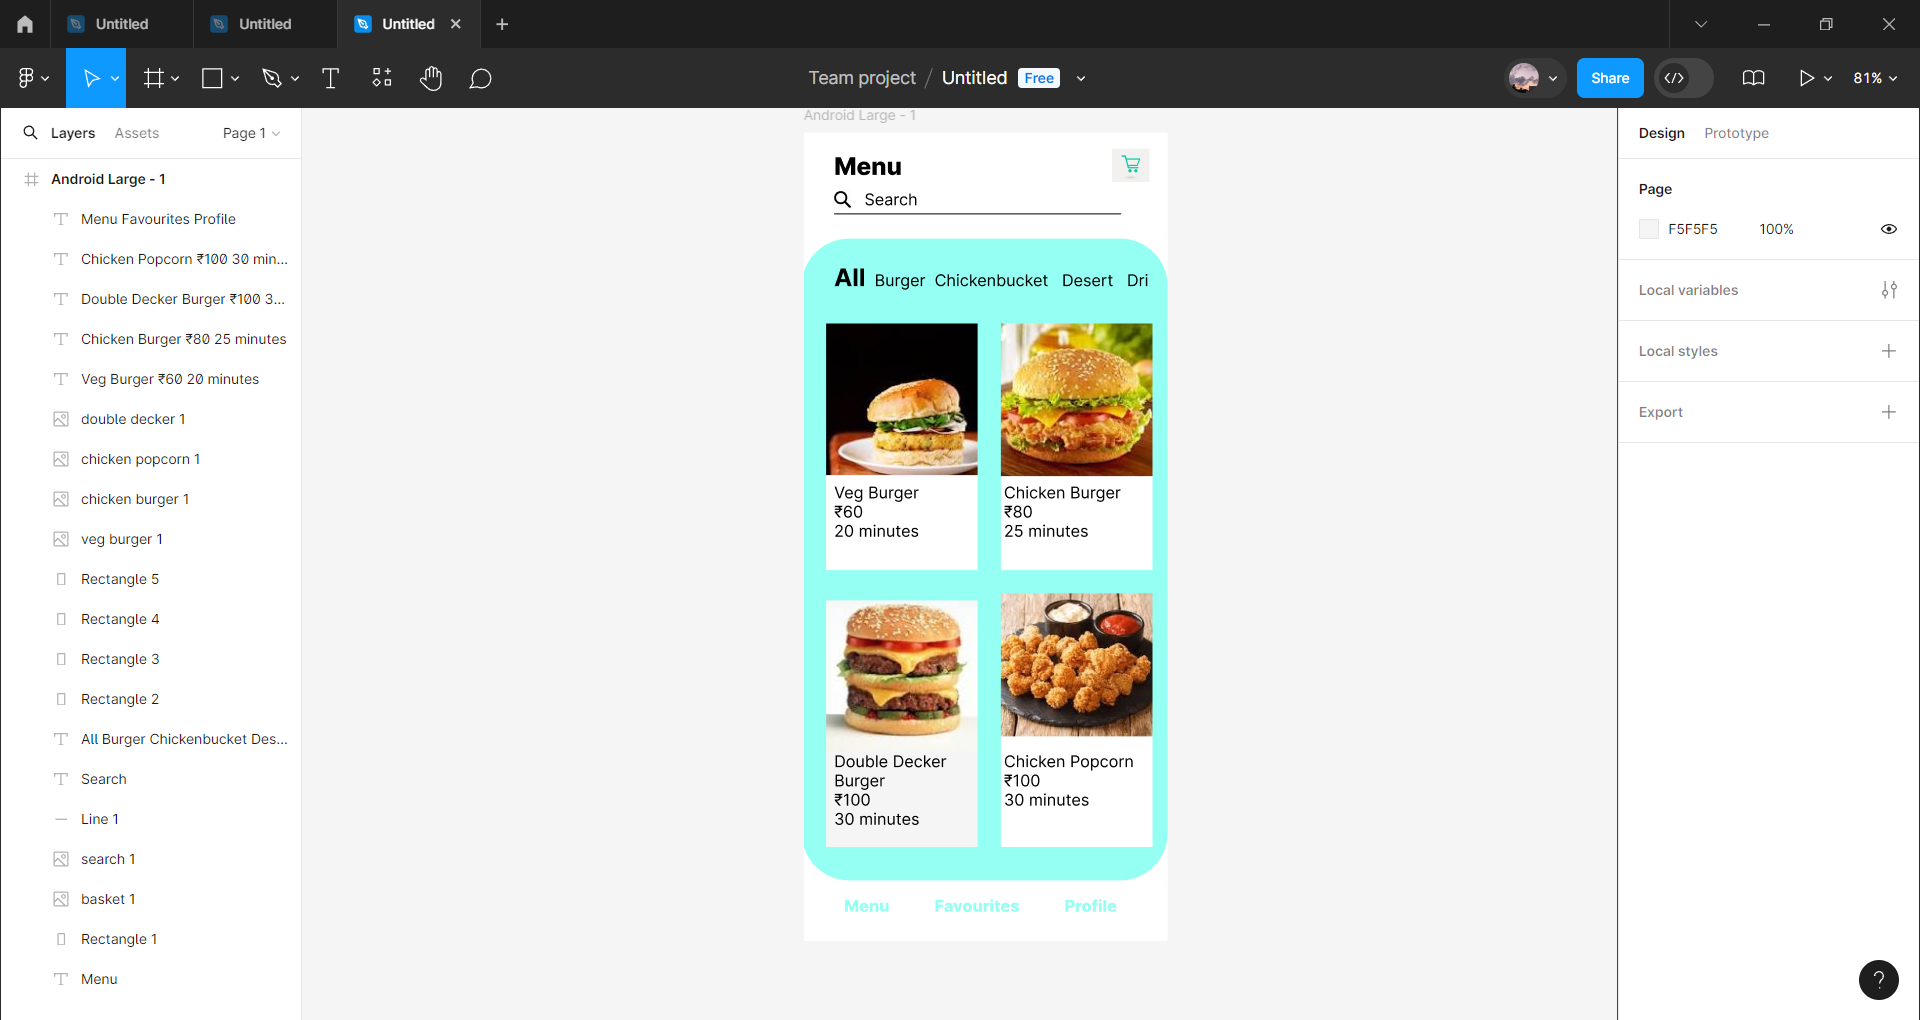 Untitled
Untitled
Untitled
Team project / Untitled Free
Share
81%
Layers Assets Page 1
Android Large - 1
Menu Favourites Profile
Chicken Popcorn ₹100 30 min...
Double Decker Burger ₹100 3...
Chicken Burger ₹80 25 minutes
Veg Burger ₹60 20 minutes
double decker 1
chicken popcorn 1
chicken burger 1
veg burger 1
Rectangle 5
Rectangle 4
Rectangle 3
Rectangle 2
All Burger Chickenbucket Des...
Search
Line 1
search 1
basket 1
Rectangle 1
Menu
Android Large - 1
Menu
Search
All Burger Chickenbucket Desert Dri
Veg Burger
₹60
20 minutes
Chicken Burger
₹80
25 minutes
Double Decker
Burger
₹100
30 minutes
Chicken Popcorn
₹100
30 minutes
Menu Favourites Profile
Design Prototype
Page
F5F5F5 100%
Local variables
Local styles
Export
?